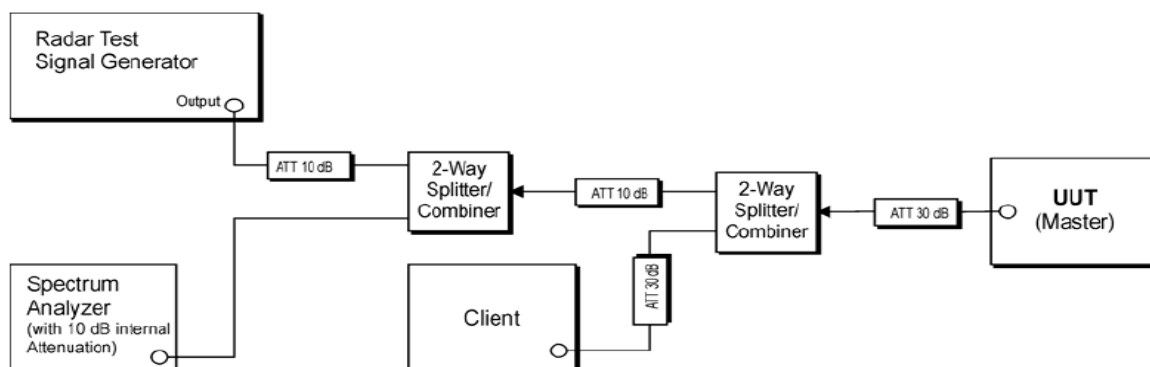 Radar Test
Signal Generator
Output
ATT 10 dB
2-Way
Splitter/
Combiner
ATT 10 dB
2-Way
Splitter/
Combiner
ATT 30 dB
UUT
(Master)
Spectrum
Analyzer
(with 10 dB internal
Attenuation)
Client
ATT 30 dB